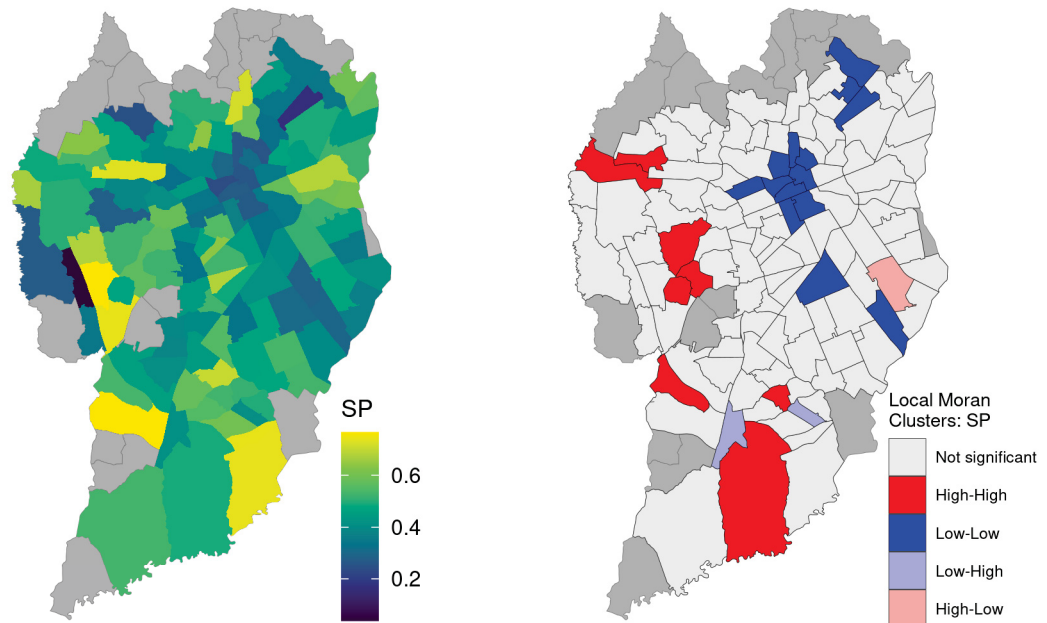 SP
0.6
0.4
0.2
Local Moran
Clusters: SP
Not significant
High-High
Low-Low
Low-High
High-Low